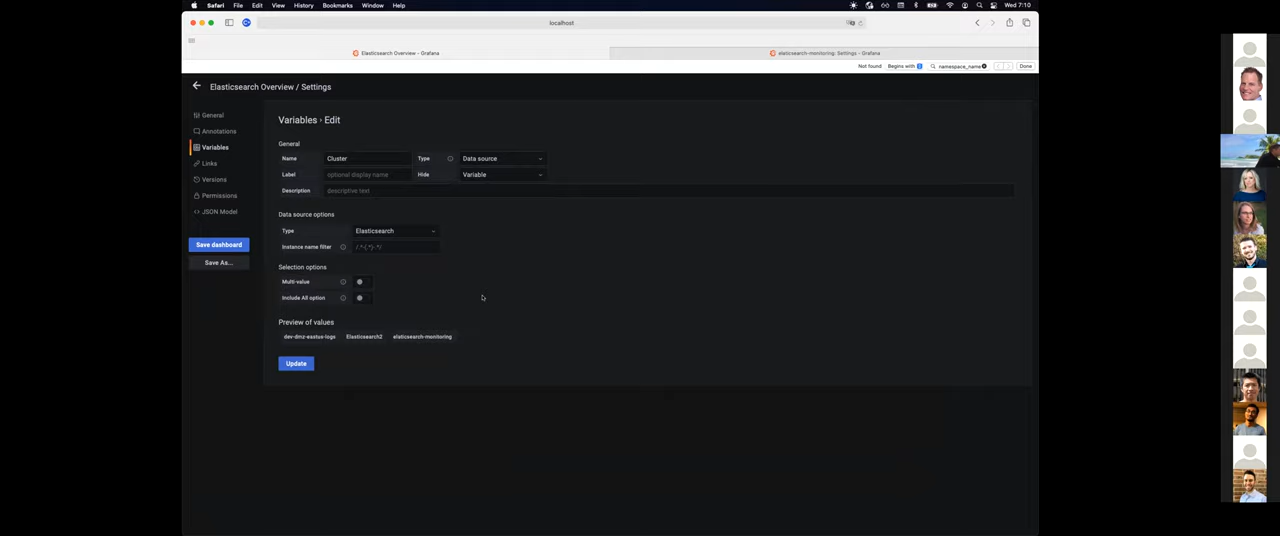 Safari File Edit View History Bookmarks Window Help Wed 7:10
localhost
Elasticsearch Overview - Grafana elaticsearch-monitoring: Settings - Grafana
Not found Begins with namespace_name Done
Elasticsearch Overview / Settings
General
Annotations
Variables
Links
Versions
Permissions
JSON Model
Save dashboard
Save As...
Variables › Edit
General
Name Cluster Type Data source
Label optional display name Hide Variable
Description descriptive text
Data source options
Type Elasticsearch
Instance name filter /.*-(.*)-.*/
Selection options
Multi-value
Include All option
Preview of values
dev-dmz-eastus-logs Elasticsearch2 elaticsearch-monitoring
Update